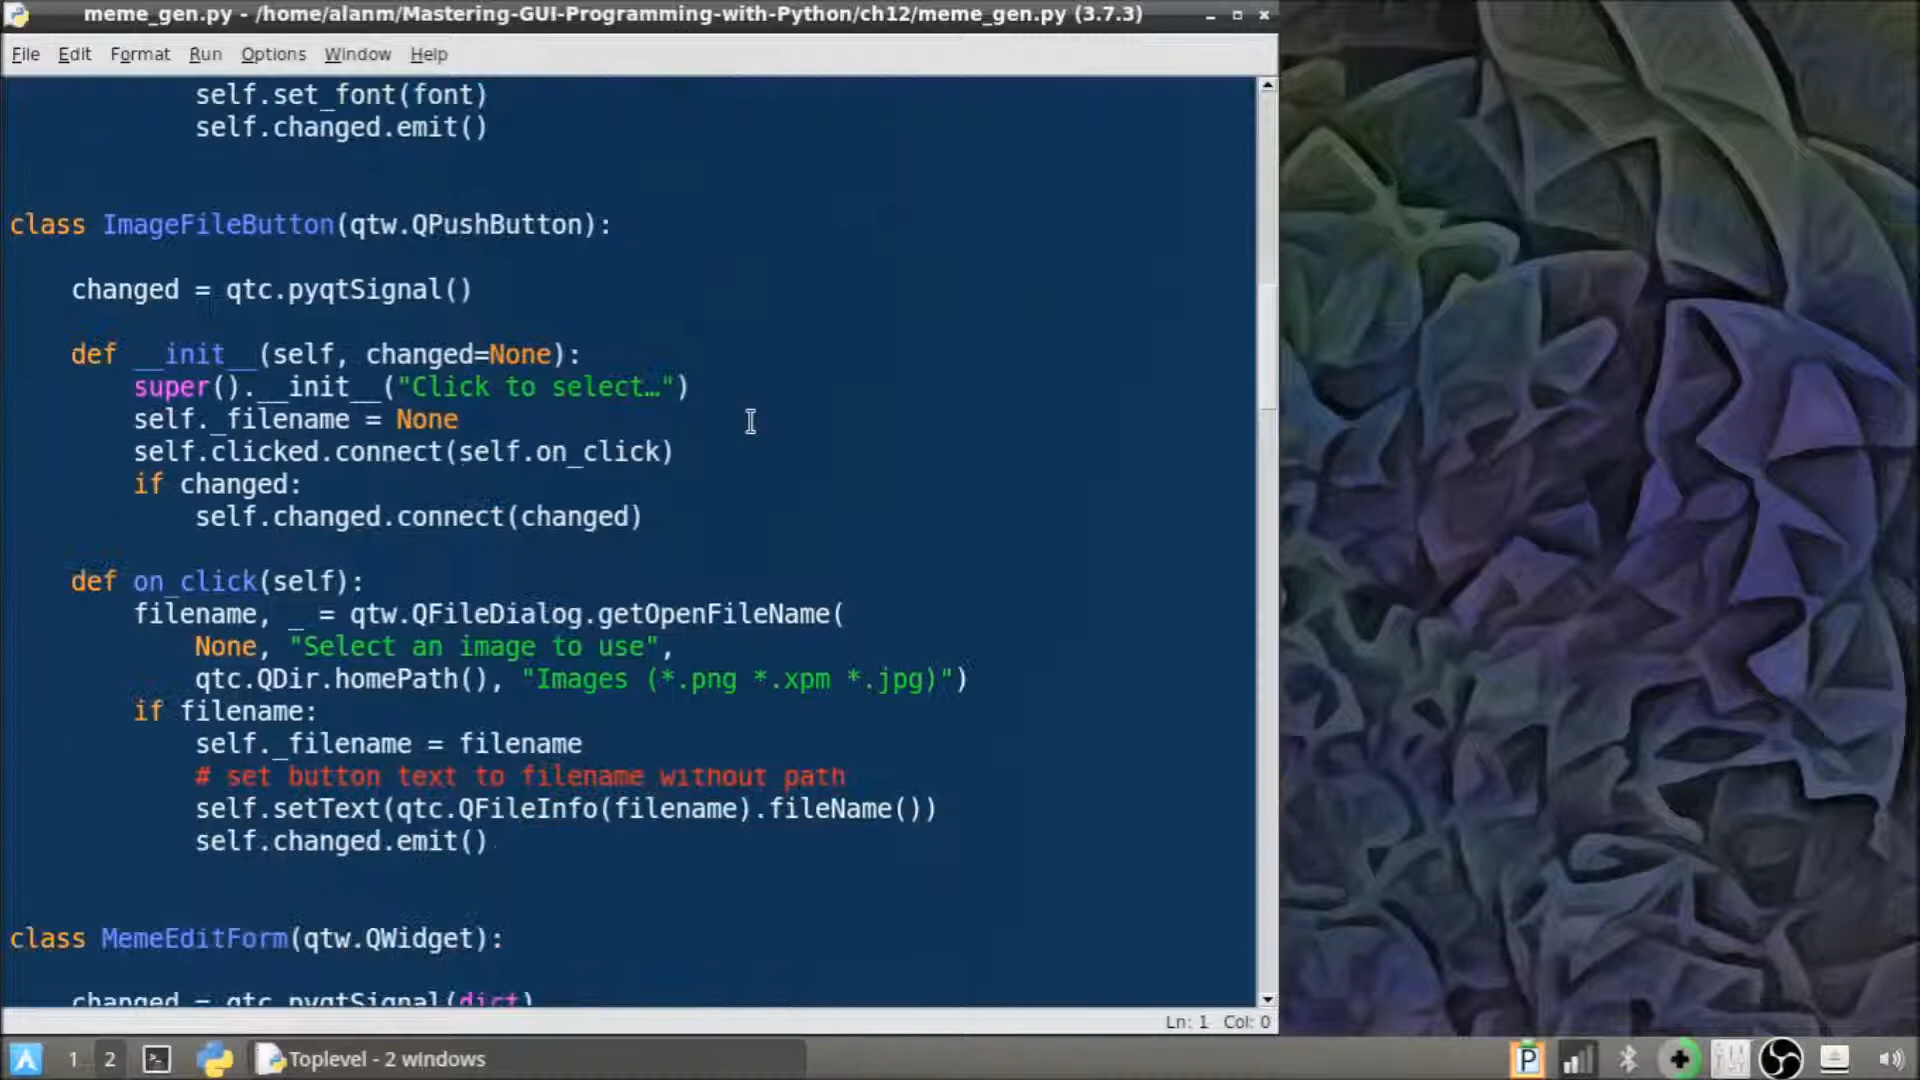 meme_gen.py - /home/alanm/Mastering-GUI-Programming-with-Python/ch12/meme_gen.py (3.7.3)
File Edit Format Run Options Window Help
self.set_font(font)
self.changed.emit()
class ImageFileButton(qtw.QPushButton):
changed = qtc.pyqtSignal()
def __init__(self, changed=None):
super().__init__("Click to select…")
self._filename = None
self.clicked.connect(self.on_click)
if changed:
self.changed.connect(changed)
def on_click(self):
filename, _ = qtw.QFileDialog.getOpenFileName(
None, "Select an image to use",
qtc.QDir.homePath(), "Images (*.png *.xpm *.jpg)")
if filename:
self._filename = filename
# set button text to filename without path
self.setText(qtc.QFileInfo(filename).fileName())
self.changed.emit()
class MemeEditForm(qtw.QWidget):
changed = qtc.pyqtSignal(dict)
Ln: 1 Col: 0
1 2 Toplevel - 2 windows
P